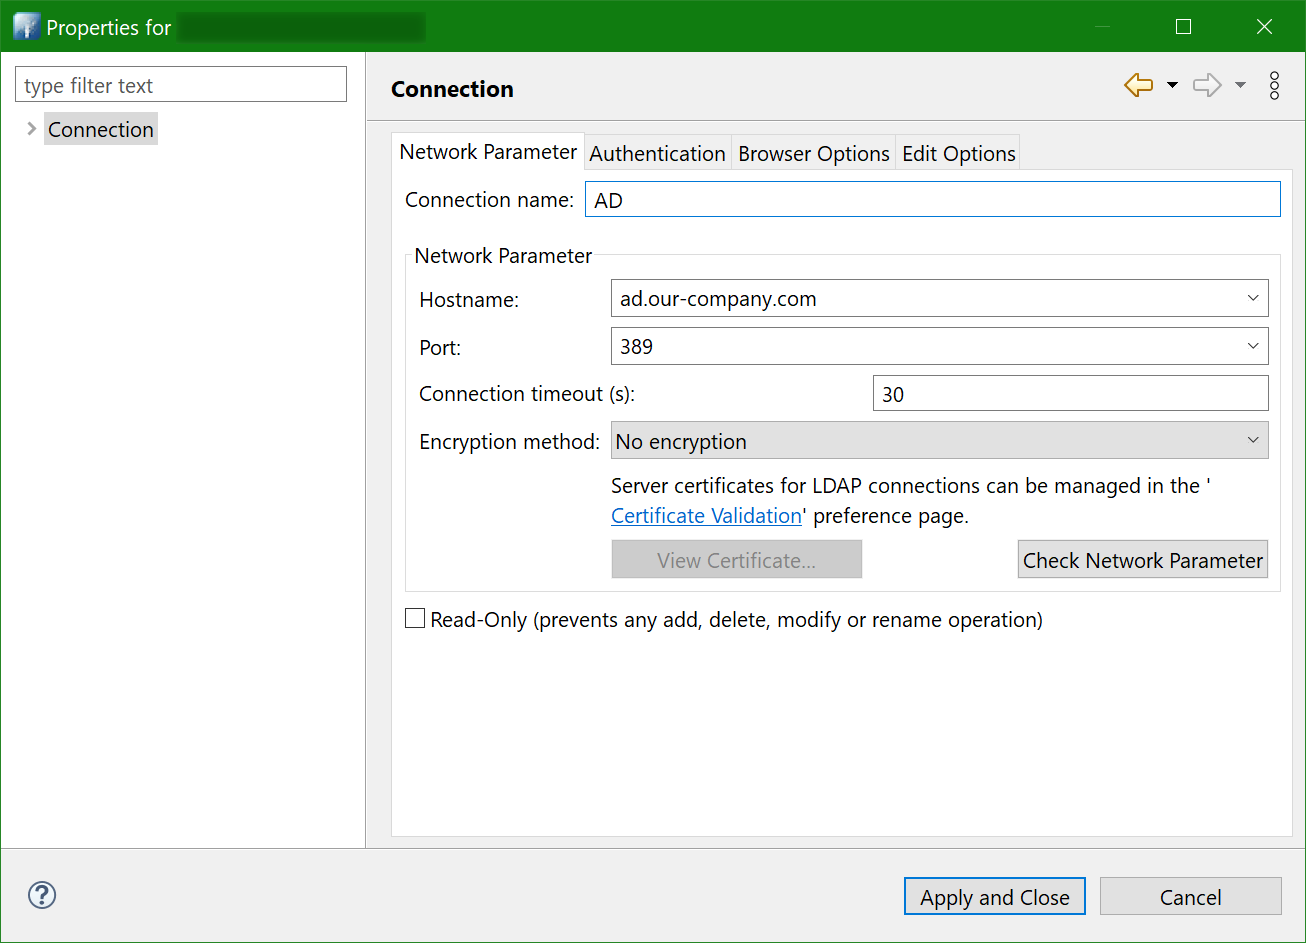 Properties for
type filter text
Connection
Connection
Network Parameter
Authentication
Browser Options
Edit Options
Connection name:
AD
Network Parameter
Hostname:
ad.our-company.com
Port:
389
Connection timeout (s):
30
Encryption method:
No encryption
Server certificates for LDAP connections can be managed in the '
Certificate Validation' preference page.
View Certificate...
Check Network Parameter
Read-Only (prevents any add, delete, modify or rename operation)
?
Apply and Close
Cancel